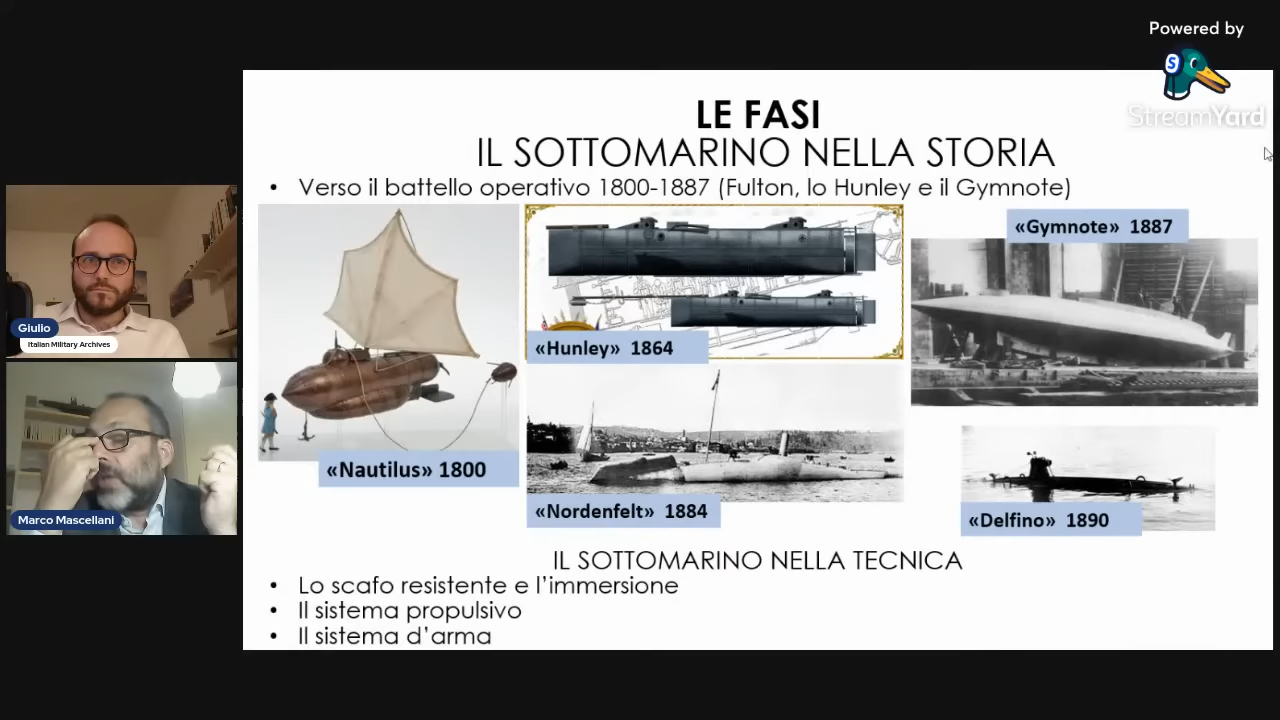 Powered by
StreamYard
LE FASI
IL SOTTOMARINO NELLA STORIA
• Verso il battello operativo 1800-1887 (Fulton, lo Hunley e il Gymnote)
«Gymnote» 1887
«Hunley» 1864
«Nautilus» 1800
«Nordenfelt» 1884
«Delfino» 1890
IL SOTTOMARINO NELLA TECNICA
• Lo scafo resistente e l'immersione
• Il sistema propulsivo
• Il sistema d'arma
Giulio
Italian Military Archives
Marco Mascellani